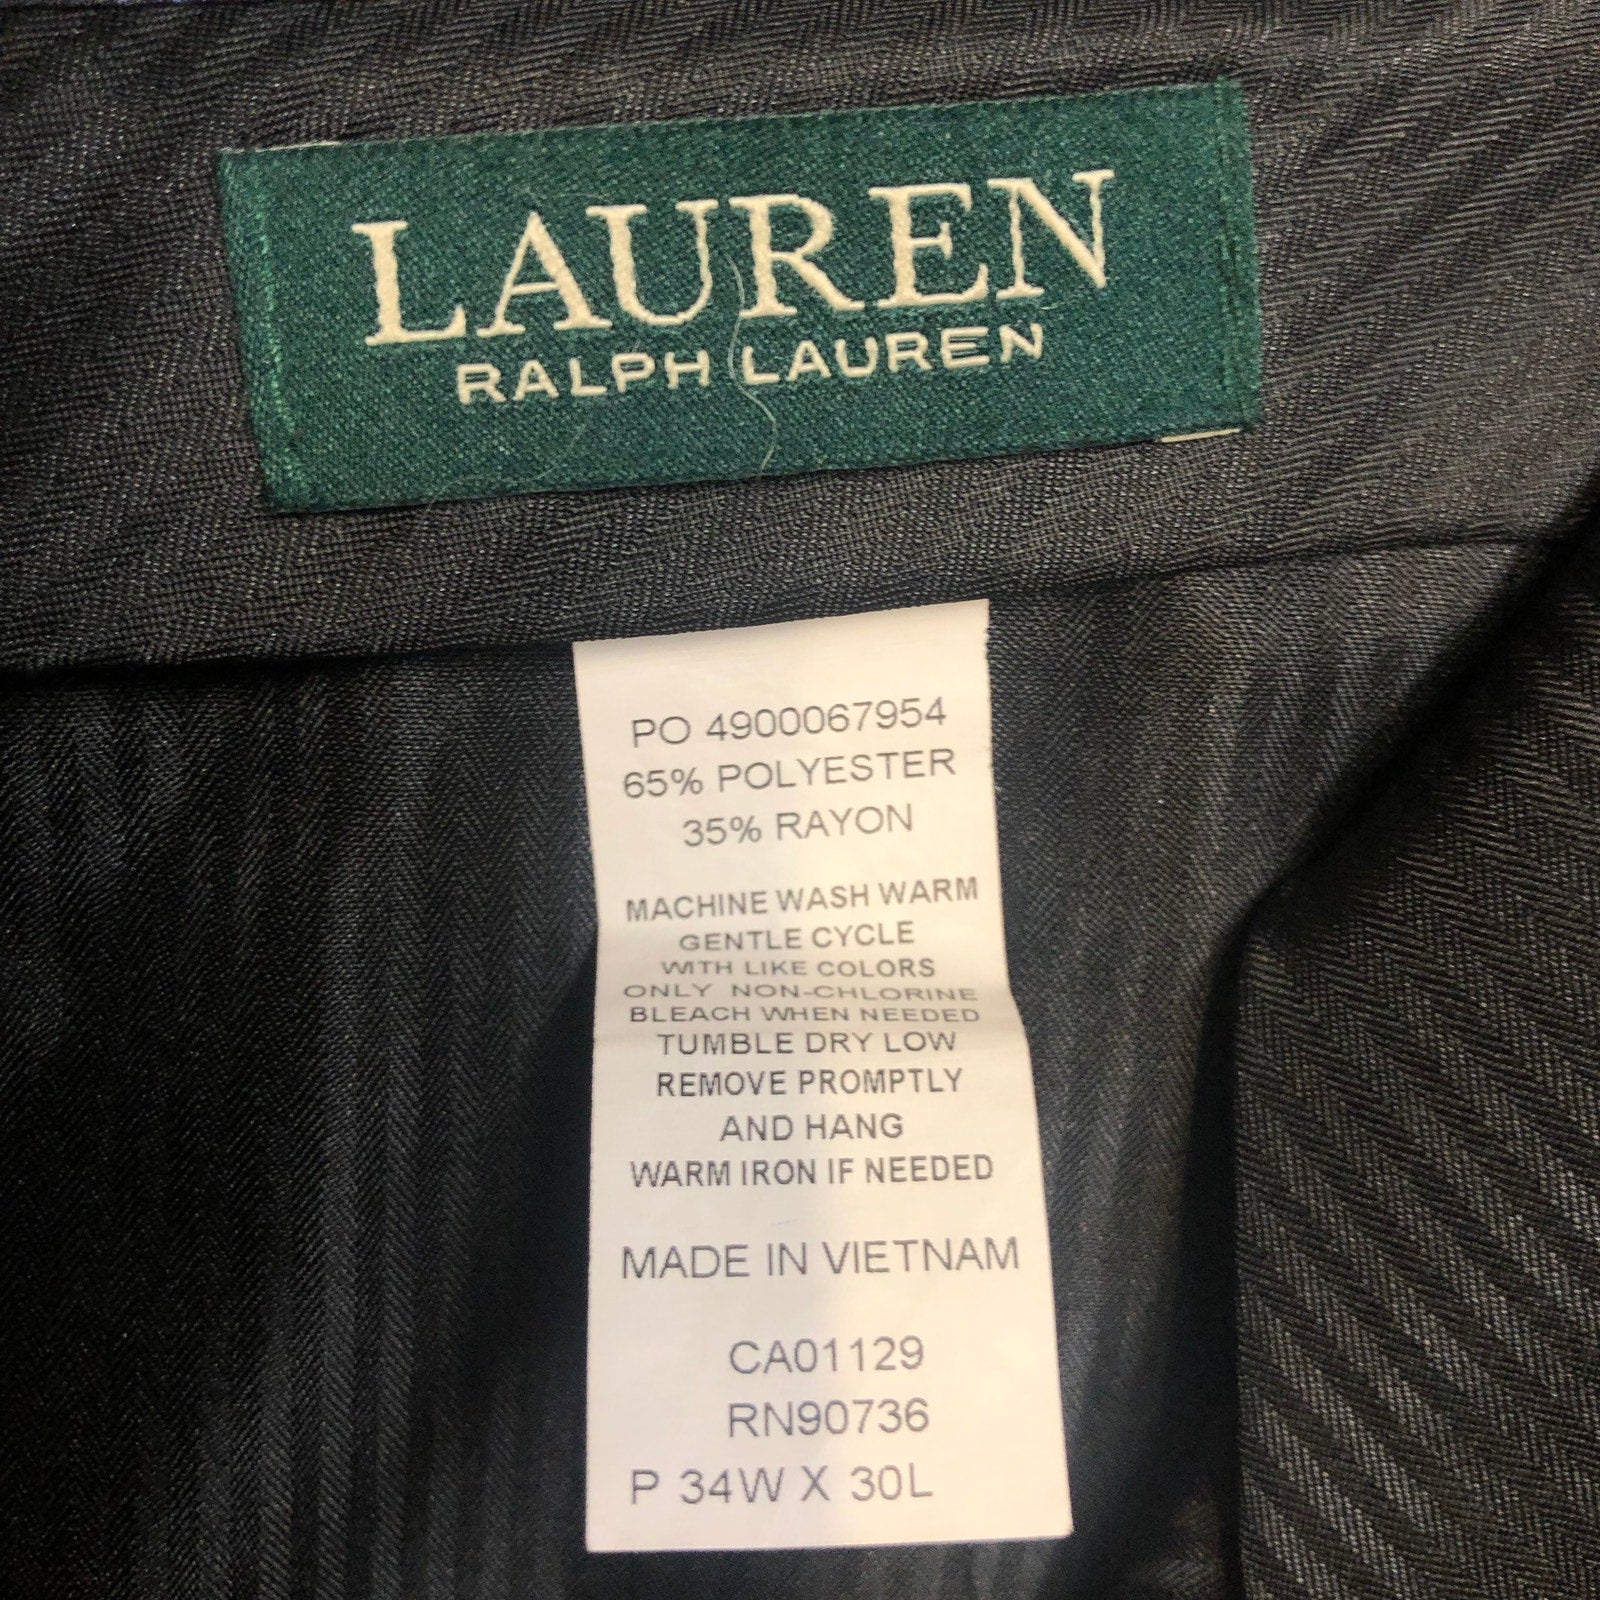 LAUREN
RALPH LAUREN
PO 4900067954
65% POLYESTER
35% RAYON
MACHINE WASH WARM
GENTLE CYCLE
WITH LIKE COLORS
ONLY NON-CHLORINE
BLEACH WHEN NEEDED
TUMBLE DRY LOW
REMOVE PROMPTLY
AND HANG
WARM IRON IF NEEDED
MADE IN VIETNAM
CA01129
RN90736
P 34W X 30L